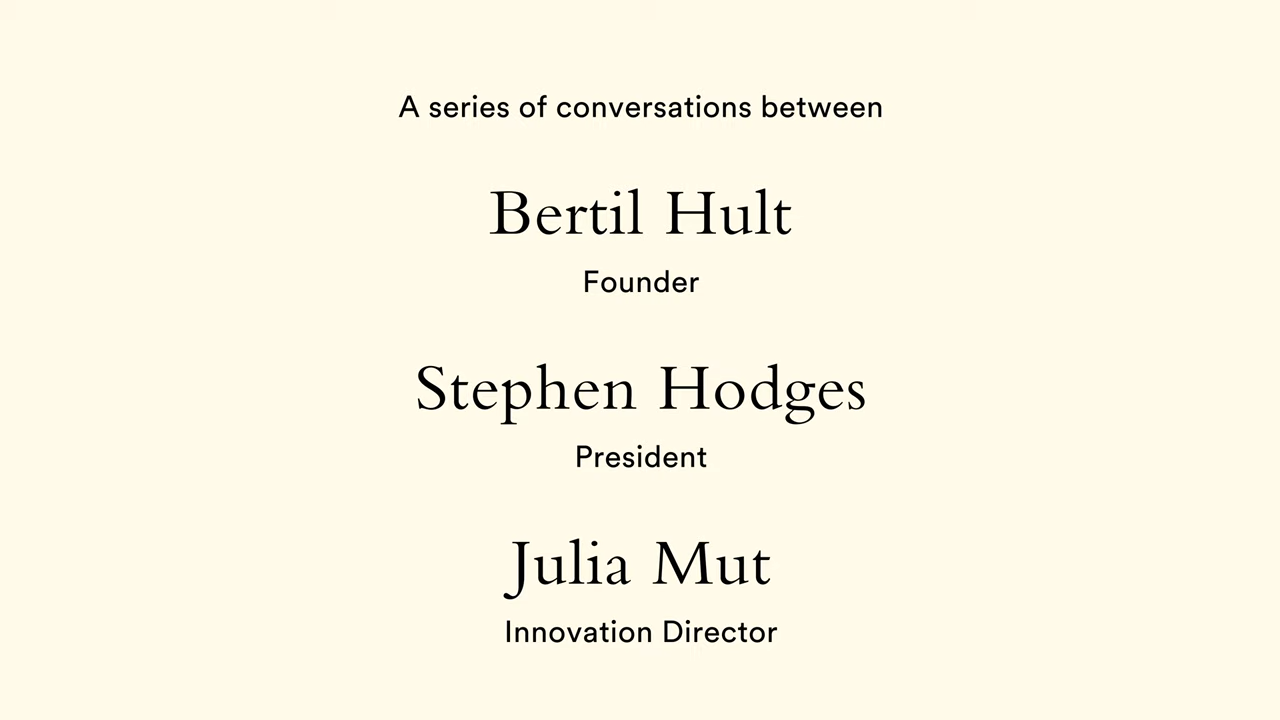 A series of conversations between
Bertil Hult
Founder
Stephen Hodges
President
Julia Mut
Innovation Director